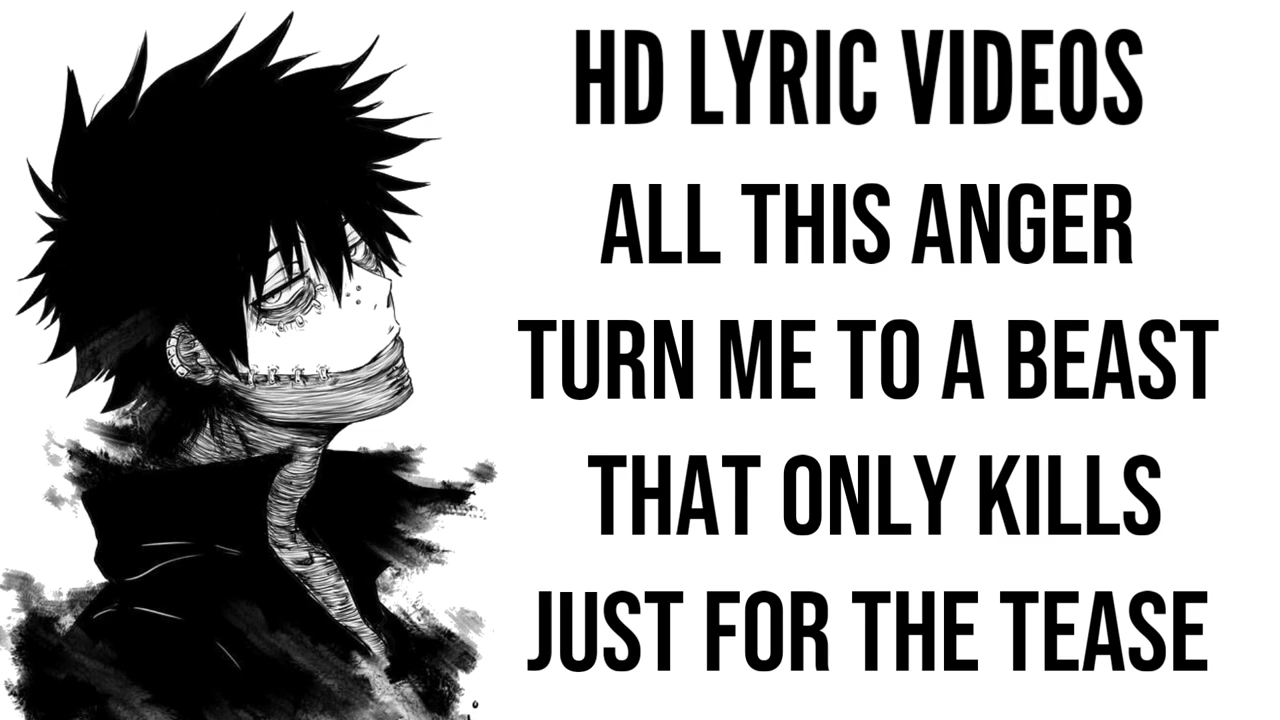 HD LYRIC VIDEOS
ALL THIS ANGER
TURN ME TO A BEAST
THAT ONLY KILLS
JUST FOR THE TEASE